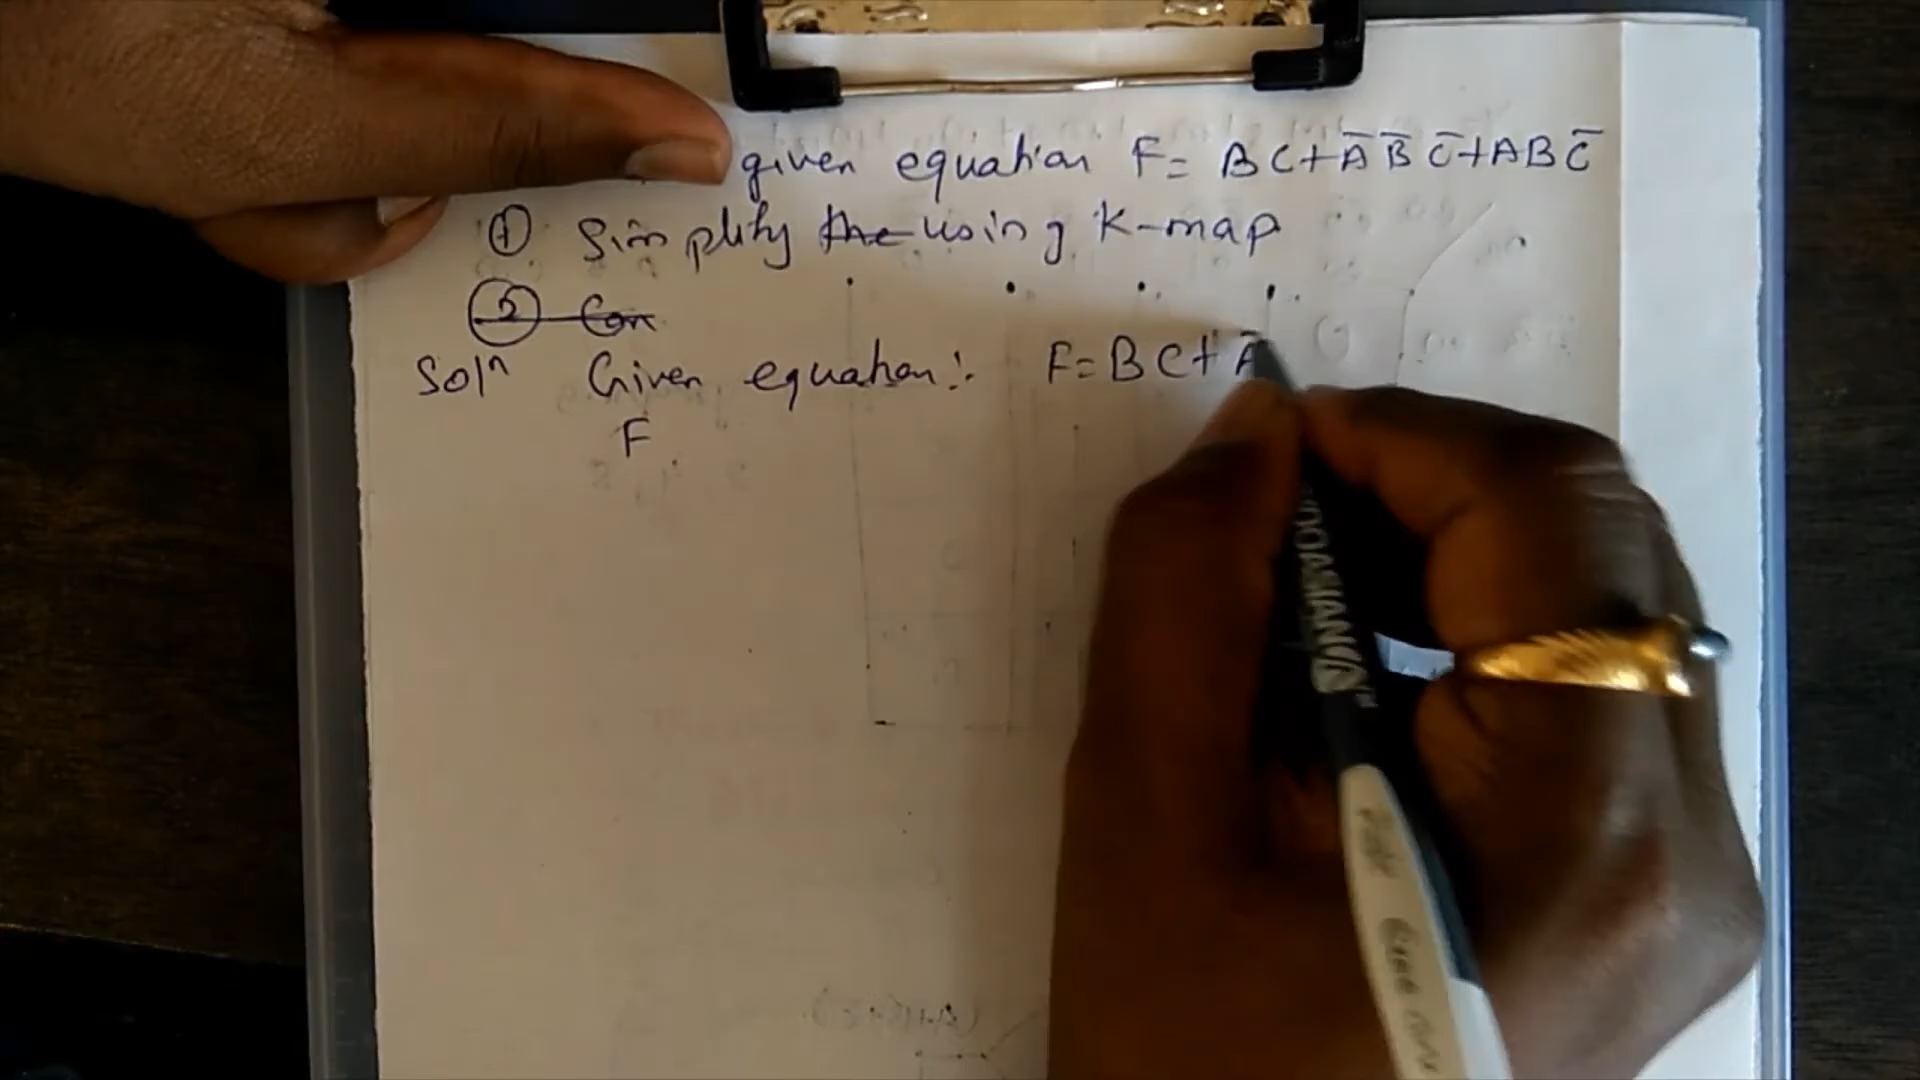 given equation F = BC+A̅ B̅ C̅+ABC̅
① Simplify the using K-map
② Con
Solⁿ Given equation:- F=BC+A̅
F